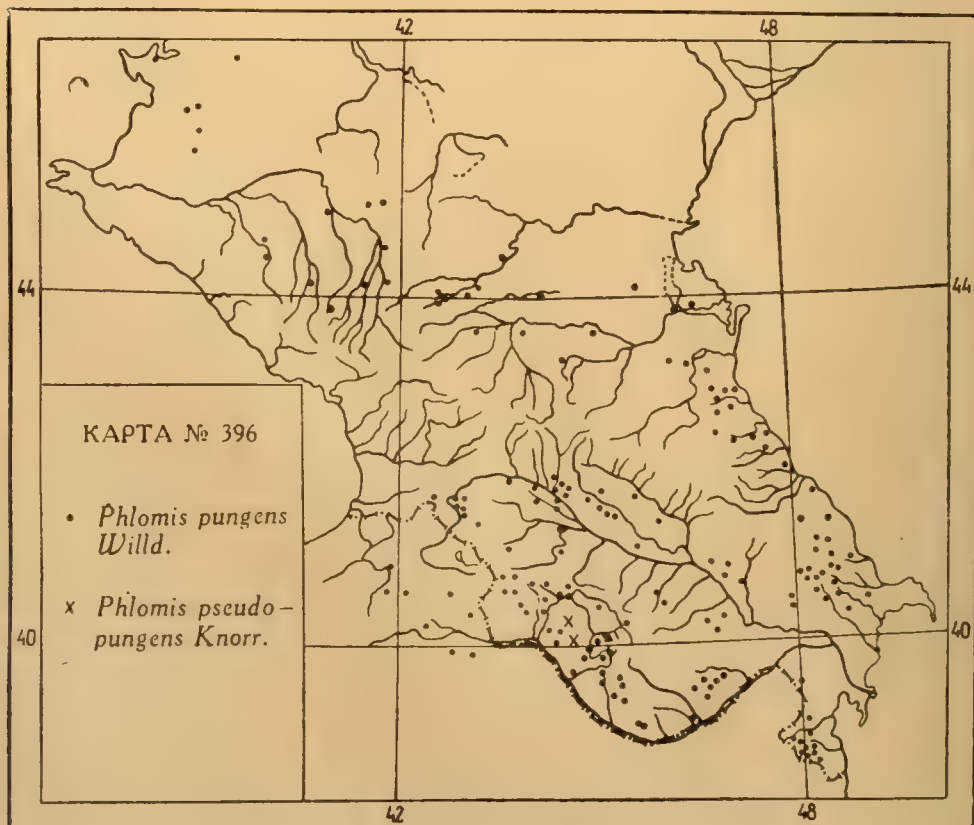 42 48
44 44
КАРТА № 396
• Phlomis pungens
Willd.
× Phlomis pseudo-
pungens Knorr.
40 40
42 48